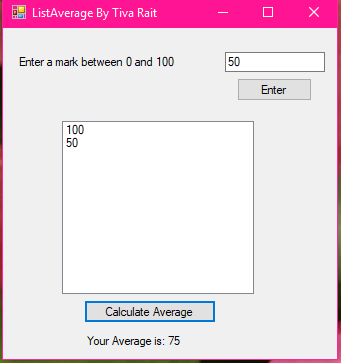 ListAverage By Tiva Rait
Enter a mark between 0 and 100
50
Enter
100
50
Calculate Average
Your Average is: 75